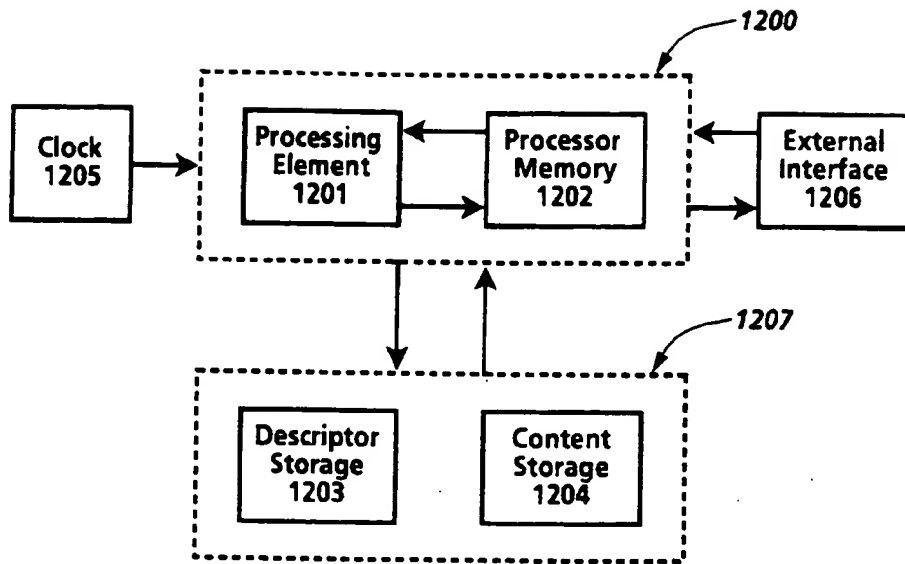 1200
Clock
1205
Processing
Element
1201
Processor
Memory
1202
External
Interface
1206
1207
Descriptor
Storage
1203
Content
Storage
1204